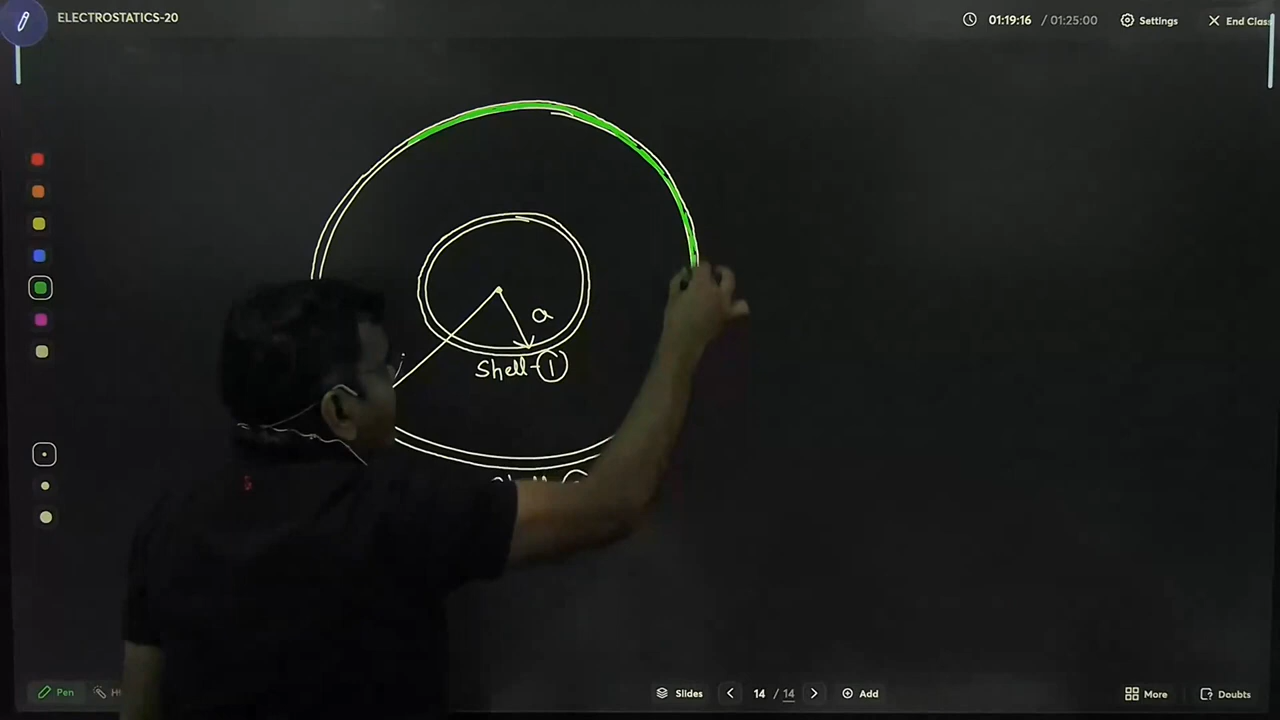 ELECTROSTATICS-20
01:19:16 / 01:25:00
Settings
End Class
a
Shell-①
Pen
Slides
14 / 14
Add
More
Doubts